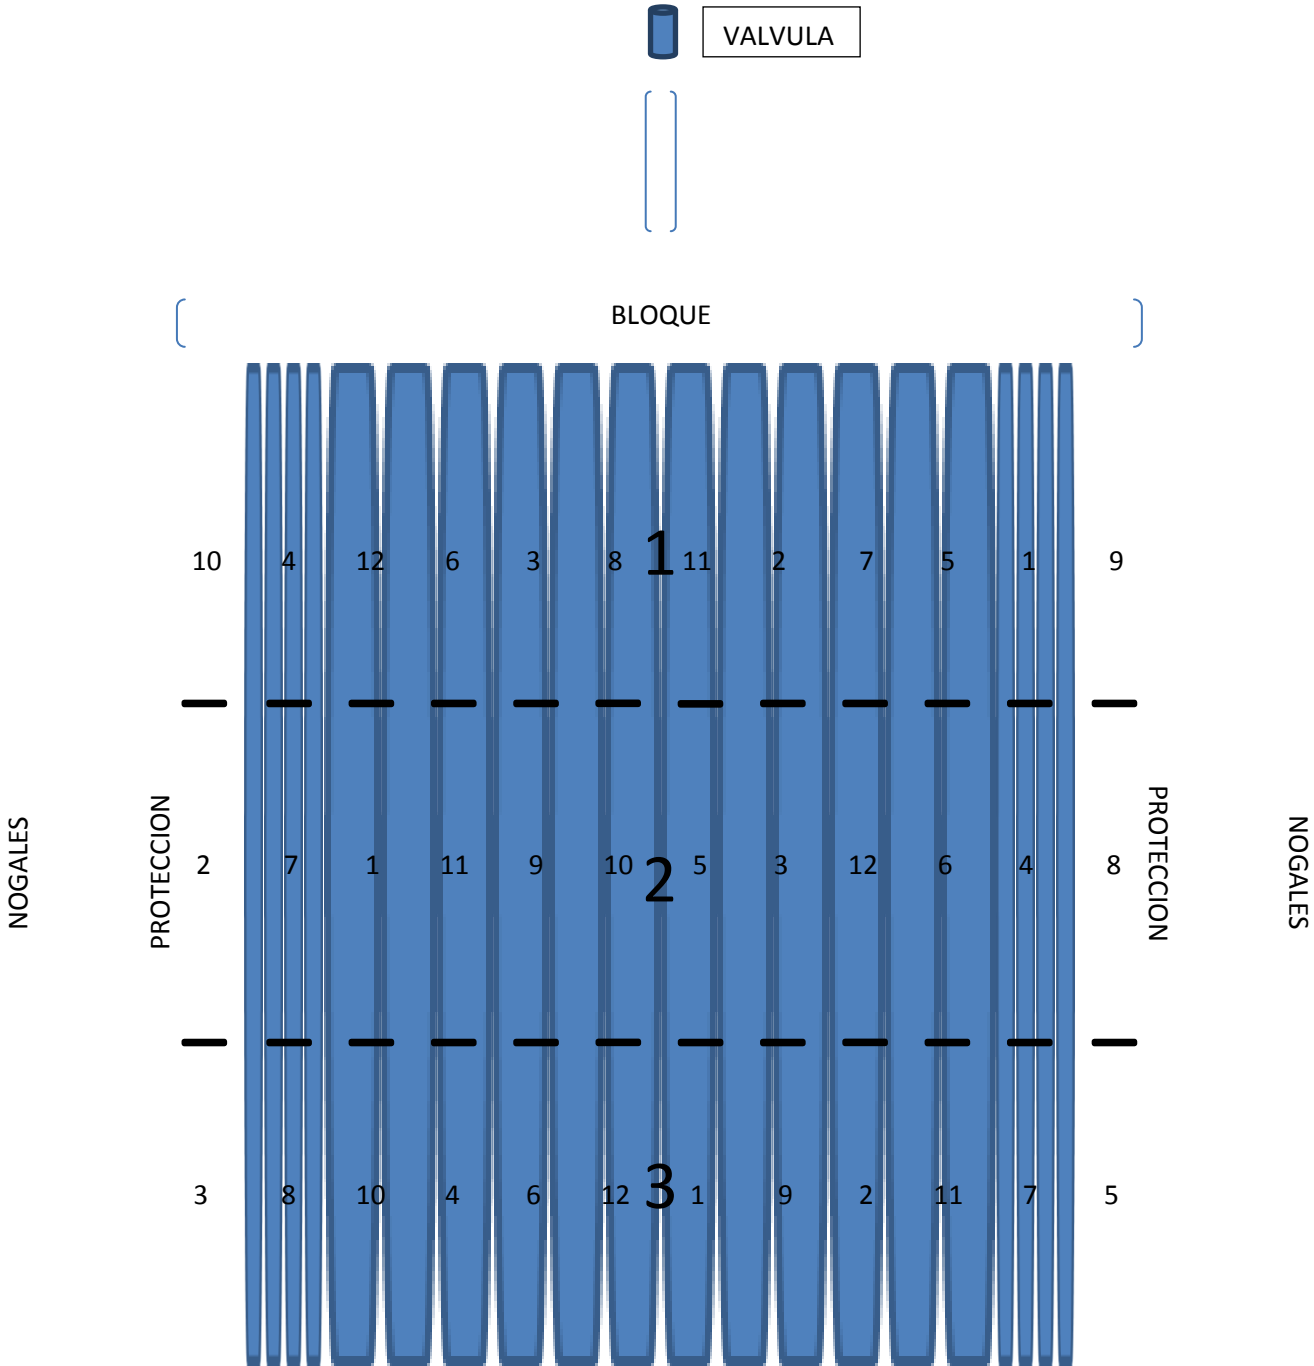 VALVULA
BLOQUE
1
10 4 12 6 3 8 11 2 7 5 1 9
NOGALES
PROTECCION
2 7 1 11 9 10 5 3 12 6 4 8
2
PROTECCION
NOGALES
3 8 10 4 6 12 1 9 2 11 7 5
3